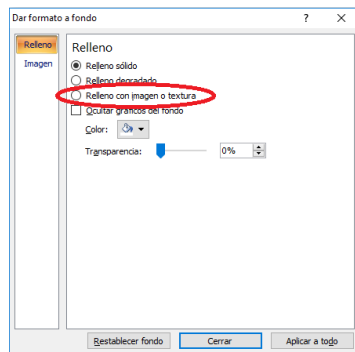 Dar formato a fondo ? X
Relleno
Imagen
Relleno
Relleno sólido
Relleno degradado
Relleno con imagen o textura
Ocultar gráficos del fondo
Color:
Transparencia: 0%
Restablecer fondo Cerrar Aplicar a todo